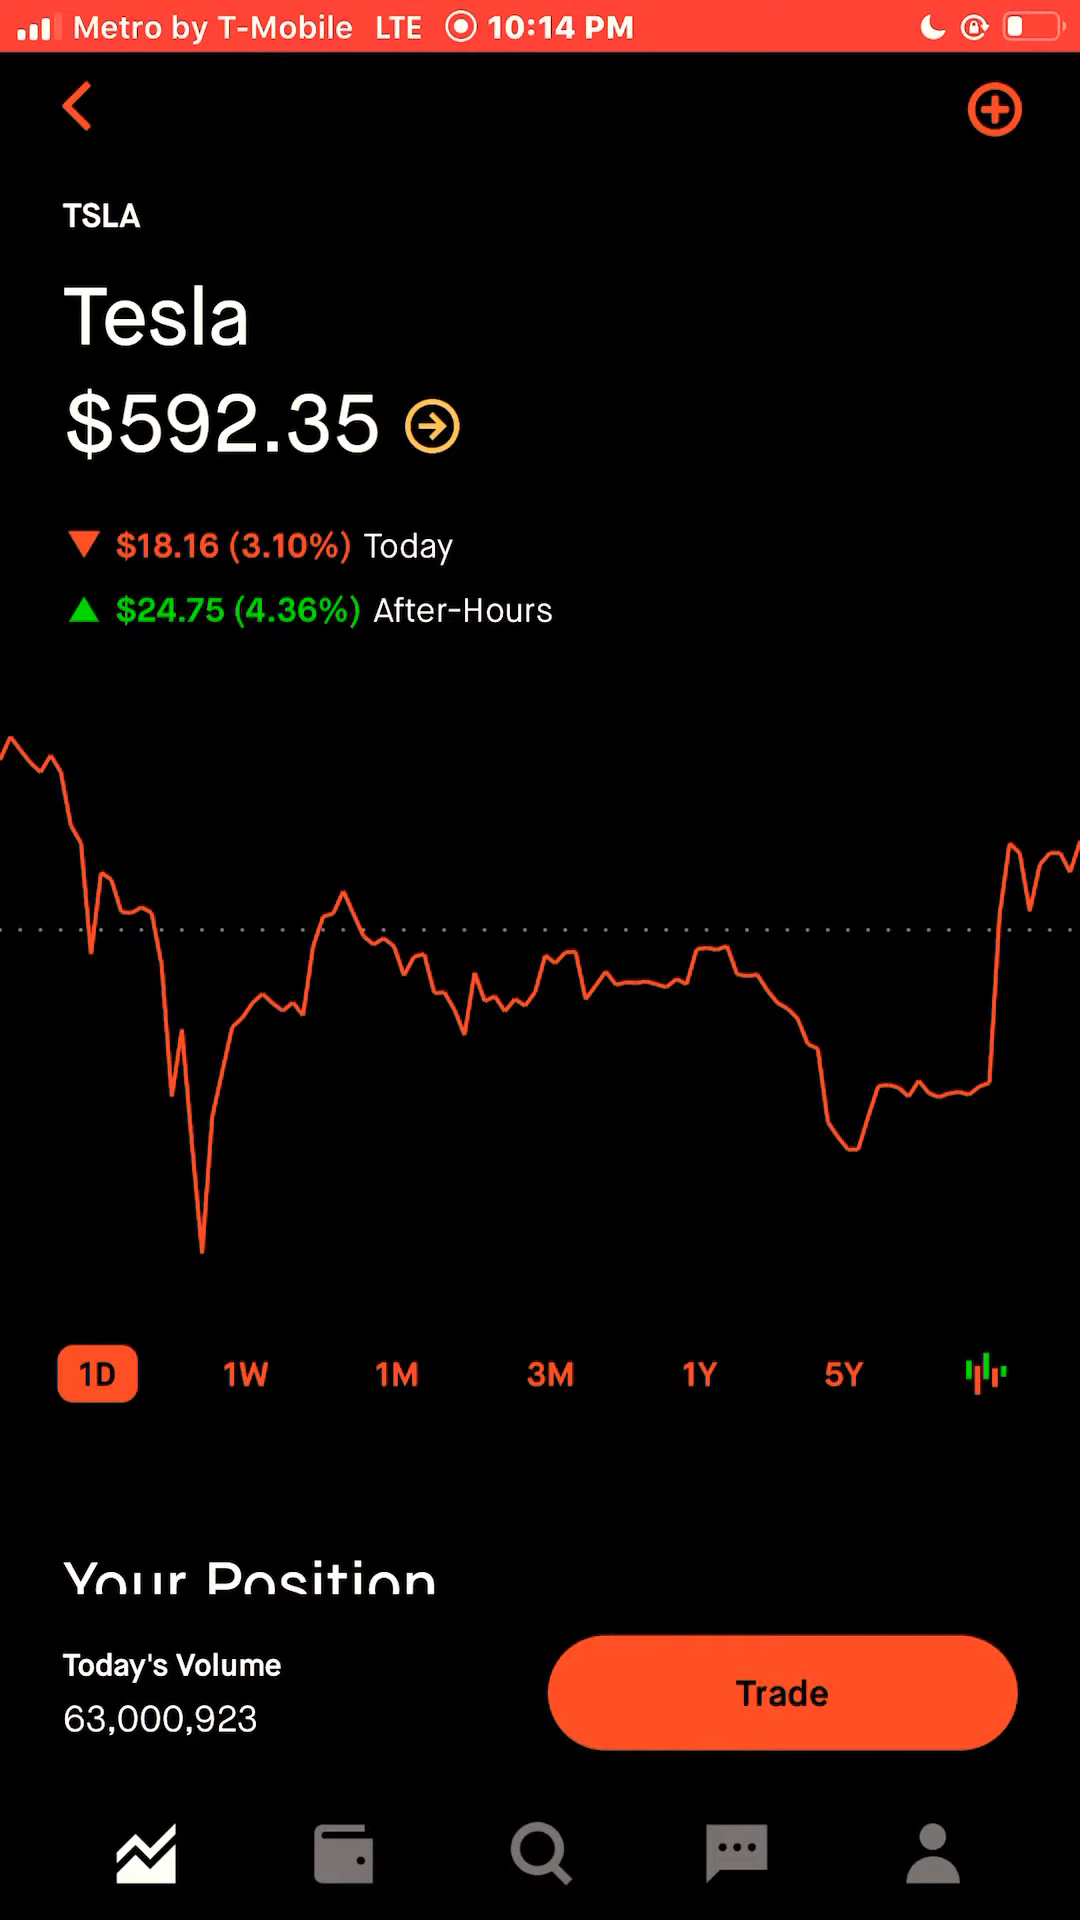 Metro by T-Mobile LTE 10:14 PM
TSLA
Tesla
$592.35
$18.16 (3.10%) Today
$24.75 (4.36%) After-Hours
1D 1W 1M 3M 1Y 5Y
Your Position
Today's Volume
63,000,923
Trade